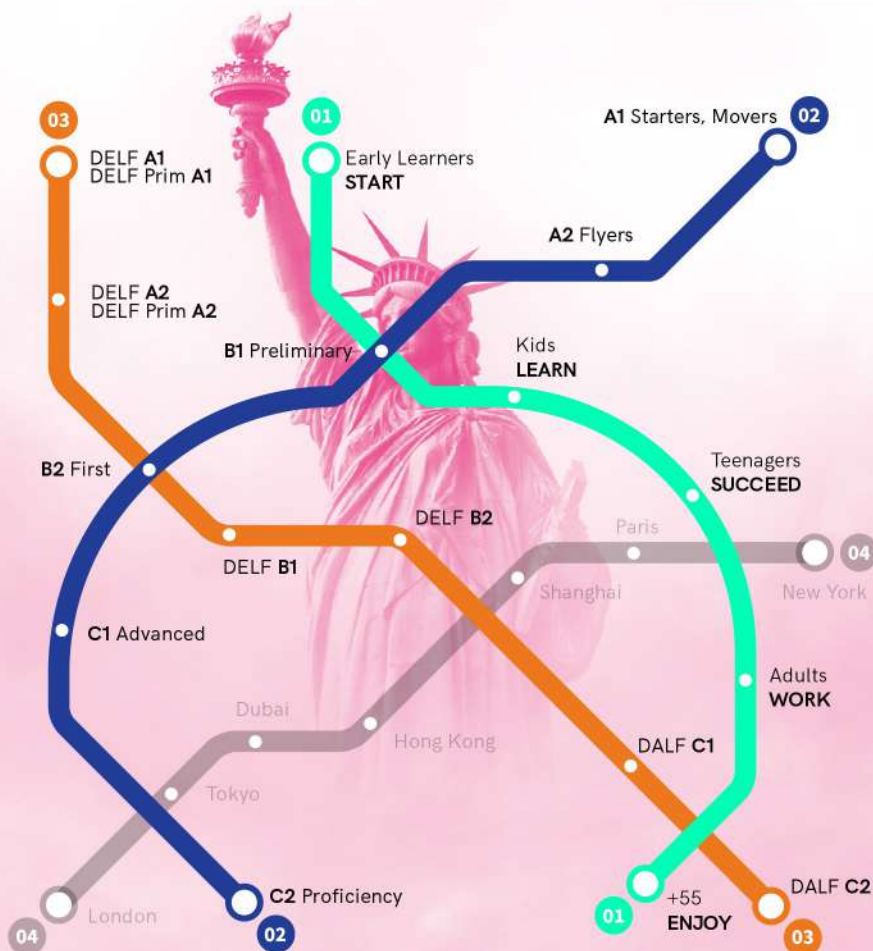 03
DELF A1
DELF Prim A1
01
Early Learners
START
A1 Starters, Movers
02
A2 Flyers
DELF A2
DELF Prim A2
B1 Preliminary
Kids
LEARN
B2 First
Teenagers
SUCCEED
DELF B1
DELF B2
Paris
04
Shanghai
New York
C1 Advanced
Adults
WORK
Dubai
Hong Kong
DALF C1
Tokyo
C2 Proficiency
+55
ENJOY
DALF C2
London
04
02
01
03